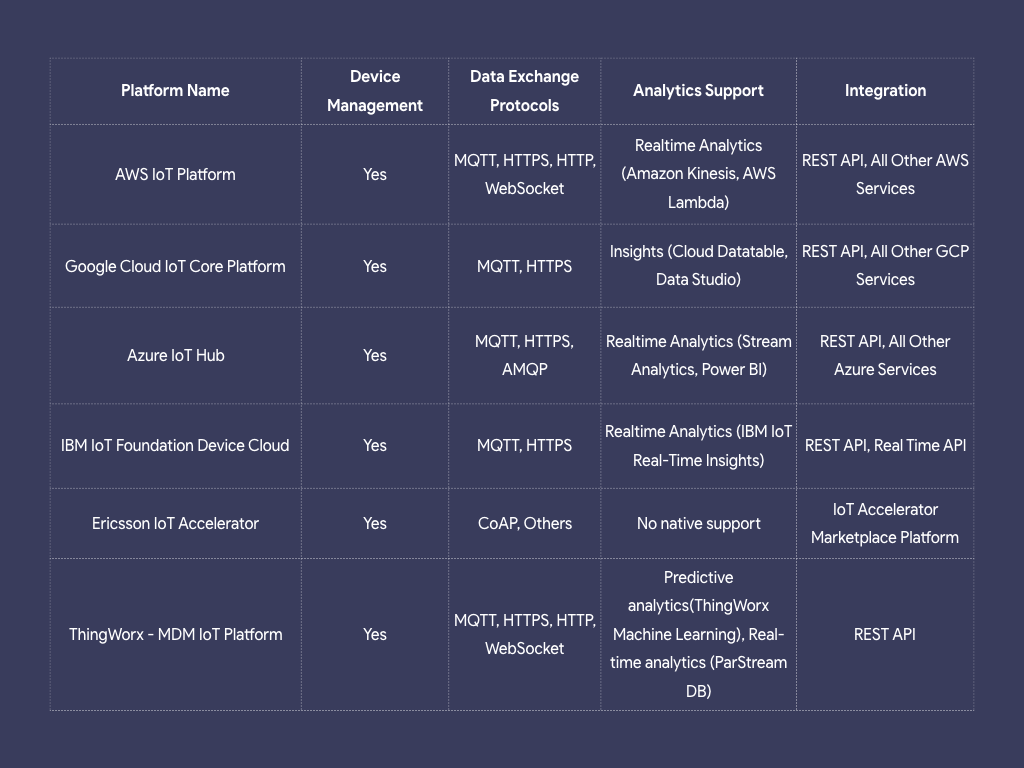 Platform Name
Device
Management
Data Exchange
Protocols
Analytics Support
Integration
AWS IoT Platform
Yes
MQTT, HTTPS, HTTP,
WebSocket
Realtime Analytics
(Amazon Kinesis, AWS
Lambda)
REST API, All Other AWS
Services
Google Cloud IoT Core Platform
Yes
MQTT, HTTPS
Insights (Cloud Datatable,
Data Studio)
REST API, All Other GCP
Services
Azure IoT Hub
Yes
MQTT, HTTPS,
AMQP
Realtime Analytics (Stream
Analytics, Power BI)
REST API, All Other
Azure Services
IBM IoT Foundation Device Cloud
Yes
MQTT, HTTPS
Realtime Analytics (IBM IoT
Real-Time Insights)
REST API, Real Time API
Ericsson IoT Accelerator
Yes
CoAP, Others
No native support
IoT Accelerator
Marketplace Platform
ThingWorx - MDM IoT Platform
Yes
MQTT, HTTPS, HTTP,
WebSocket
Predictive
analytics(ThingWorx
Machine Learning), Real-
time analytics (ParStream
DB)
REST API